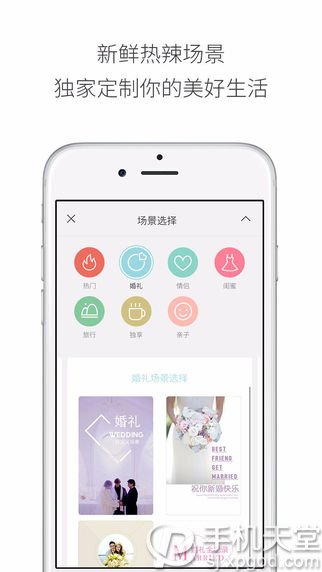 新鲜热辣场景
独家定制你的美好生活
场景选择
热门
婚礼
情侣
闺蜜
旅行
独享
亲子
婚礼场景选择
婚礼
WEDDING
BEST
FRIEND
GET
MARRIED
祝你新婚快乐
M
手机天堂
sjxpgod.com